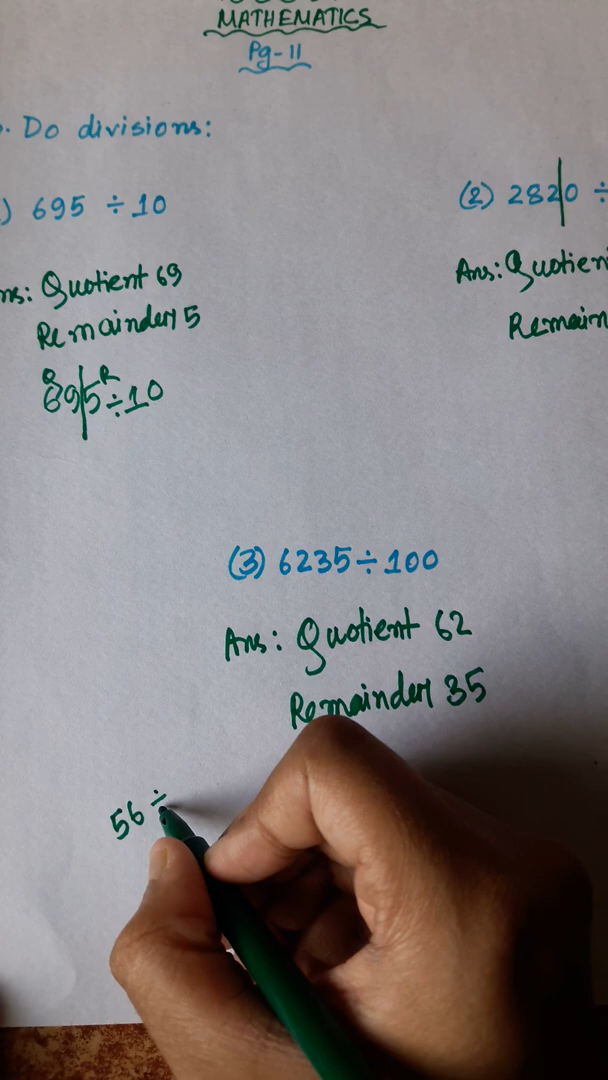 MATHEMATICS
Pg-11
. Do divisions:
) 695 ÷ 10
ns: Quotient 69
Remainder 5
Q R
695 ÷ 10
(2) 2820 ÷
Ans: Quotien
Remain
(3) 6235 ÷ 100
Ans: Quotient 62
Remainder 35
56 ÷